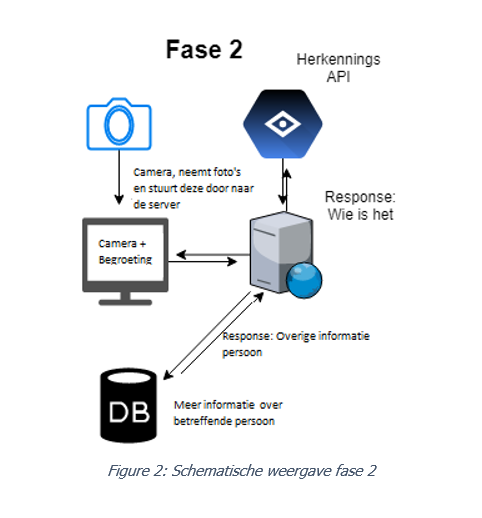 Fase 2
Herkennings
API
Camera, neemt foto's
en stuurt deze door naar
de server
Response:
Wie is het
Camera +
Begroeting
Response: Overige informatie
persoon
DB
Meer informatie over
betreffende persoon
Figure 2: Schematische weergave fase 2